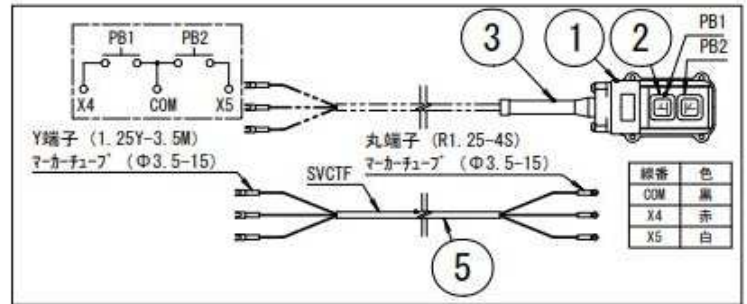 PB1 PB2
X4 COM X5
3
1
2
PB1
PB2
上 下
Y端子 (1.25Y-3.5M)
マーカーチューブ (Φ3.5-15)
丸端子 (R1.25-4S)
マーカーチューブ (Φ3.5-15)
SVCTF
5
線番 色
COM 黒
X4 赤
X5 白